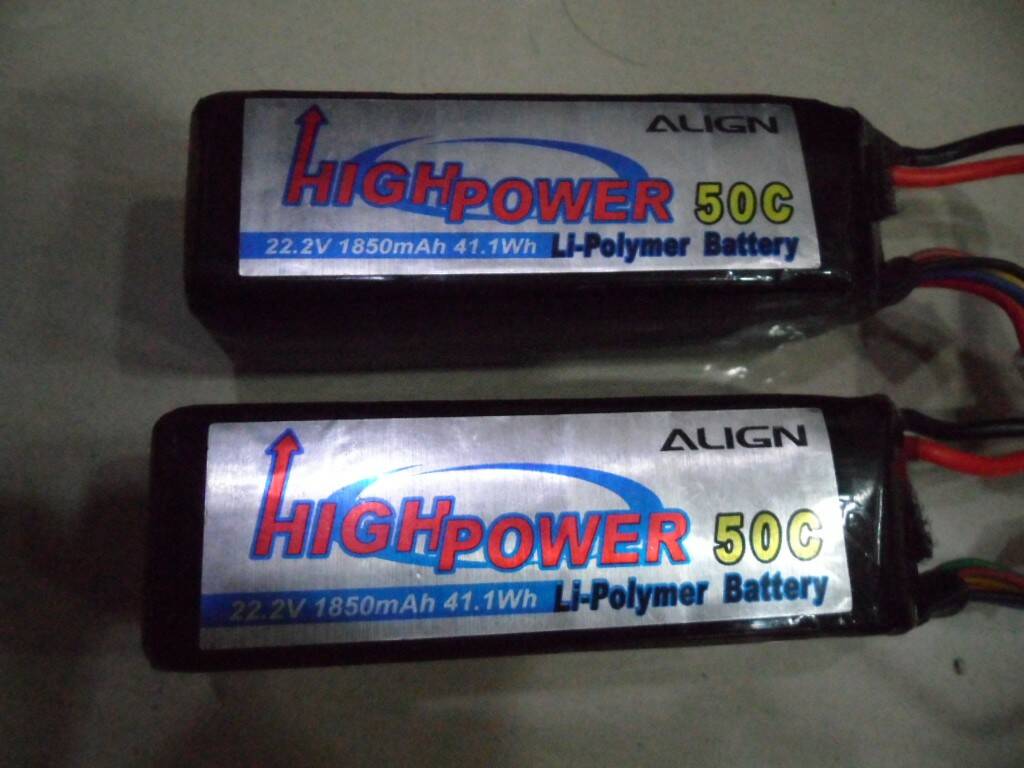 ALIGN
HIGHPOWER 50C
22.2V 1850mAh 41.1Wh Li-Polymer Battery
ALIGN
HIGHPOWER 50C
22.2V 1850mAh 41.1Wh Li-Polymer Battery